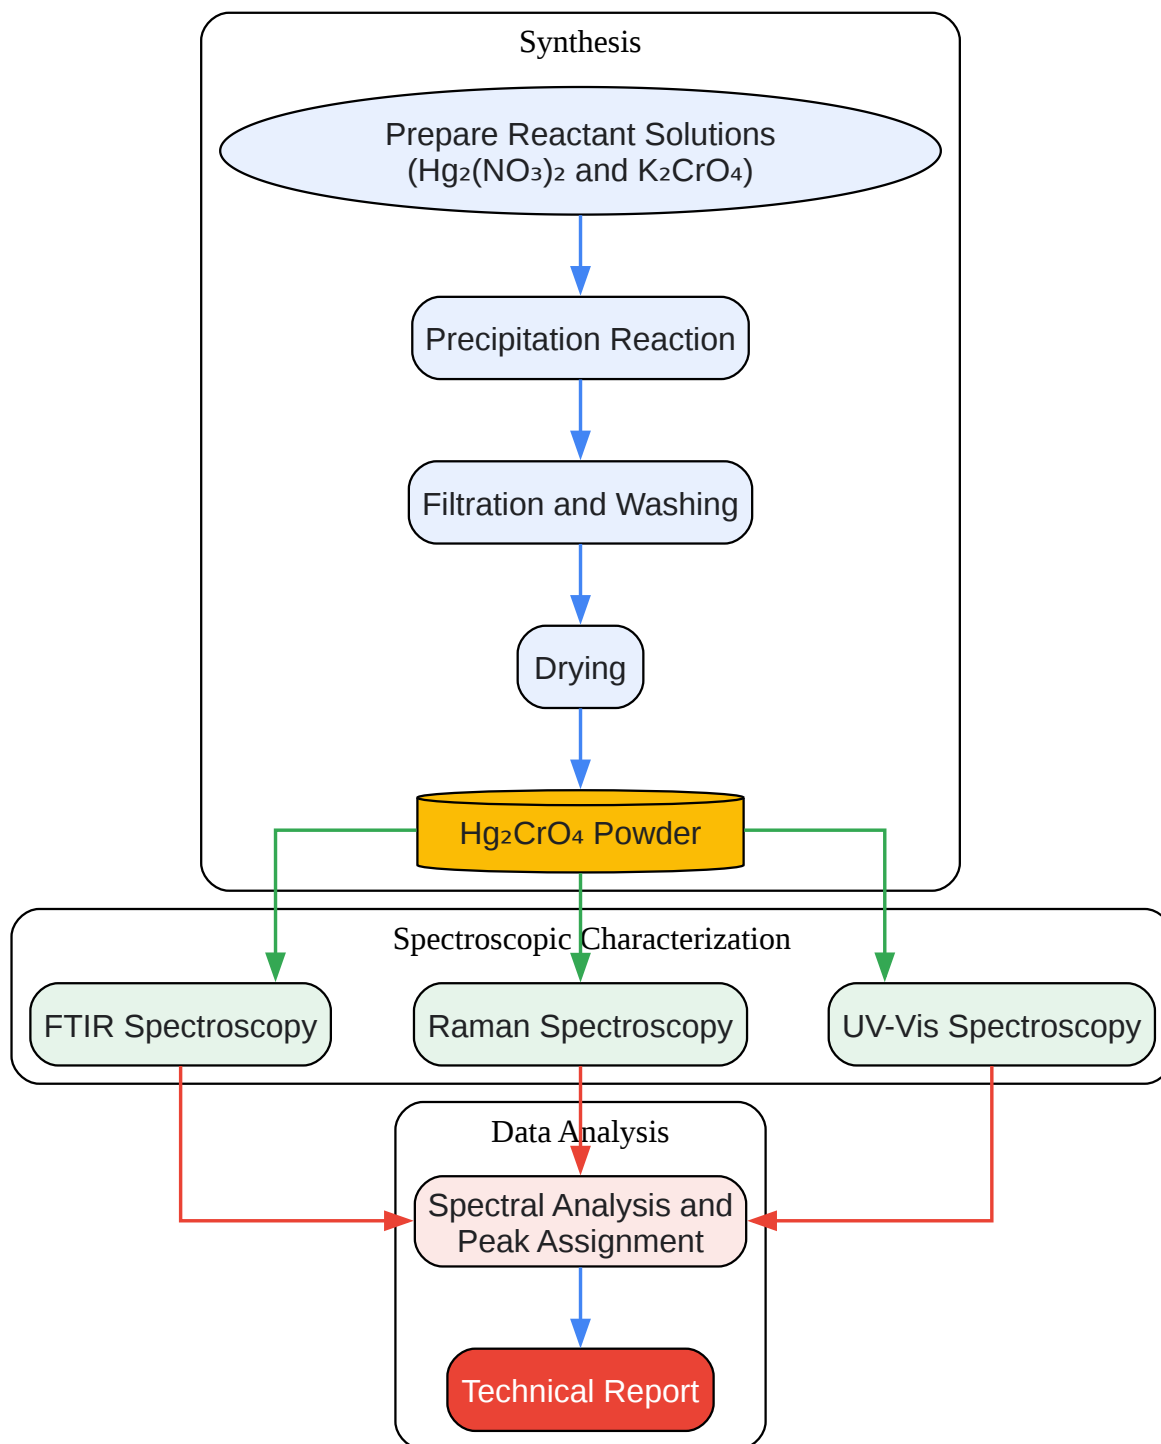 Synthesis
Prepare Reactant Solutions
(Hg₂(NO₃)₂ and K₂CrO₄)
Precipitation Reaction
Filtration and Washing
Drying
Hg₂CrO₄ Powder
Spectroscopic Characterization
FTIR Spectroscopy
Raman Spectroscopy
UV-Vis Spectroscopy
Data Analysis
Spectral Analysis and
Peak Assignment
Technical Report